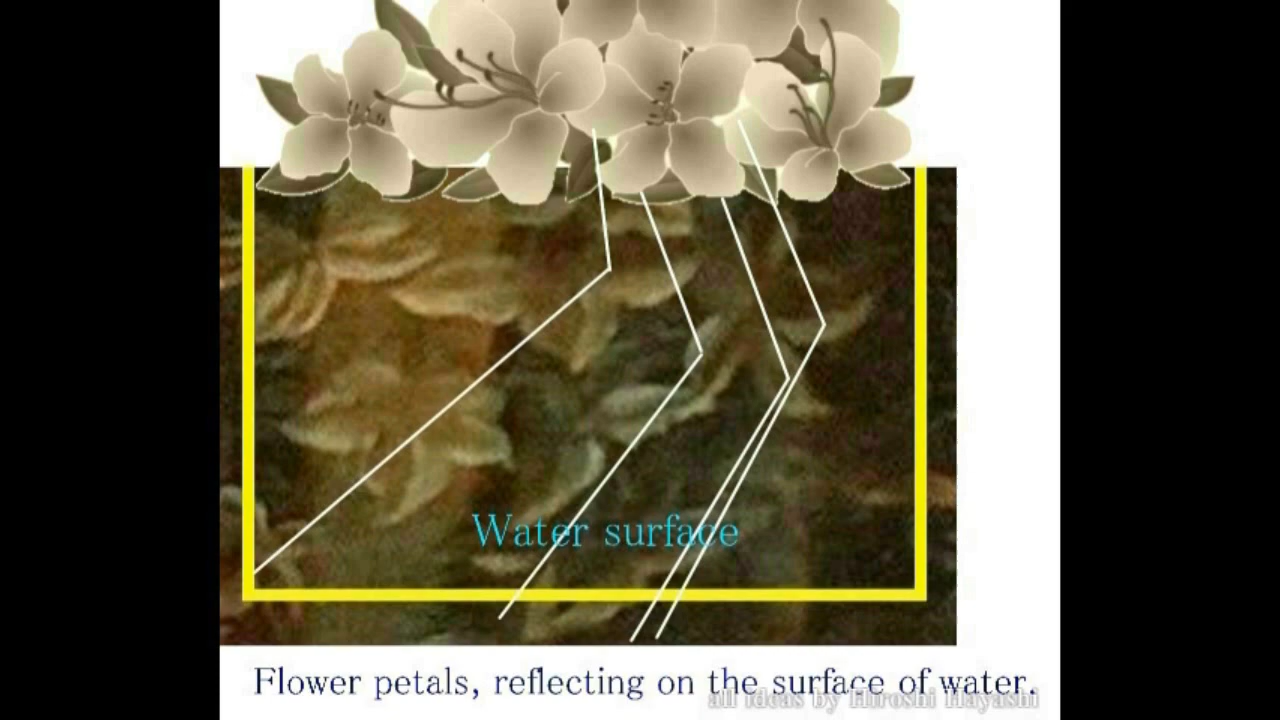 Water surface
Flower petals, reflecting on the surface of water.
all ideas by Hiroshi Hayashi